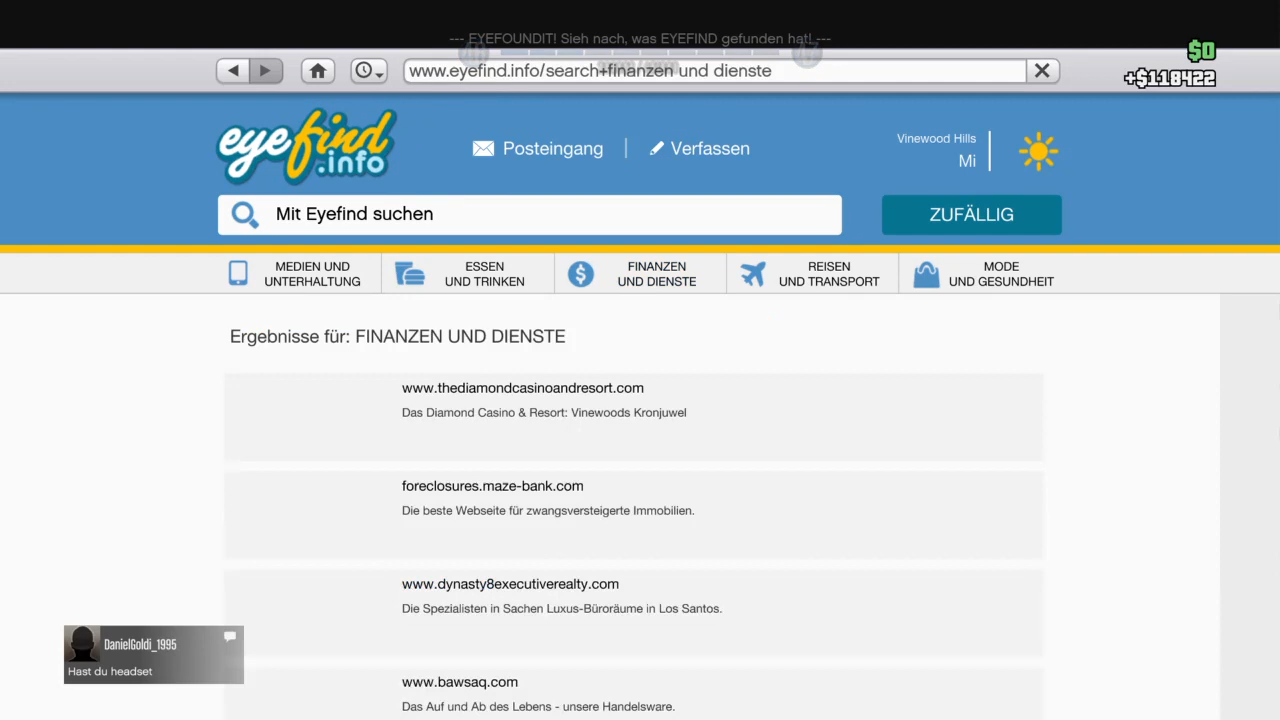 --- EYEFOUNDIT! Sieh nach, was EYEFIND gefunden hat! ---
$0
www.eyefind.info/search+finanzen und dienste
+$118422
eyefind
.info
Posteingang
Verfassen
Vinewood Hills
Mi
Mit Eyefind suchen
ZUFÄLLIG
MEDIEN UND
UNTERHALTUNG
ESSEN
UND TRINKEN
FINANZEN
UND DIENSTE
REISEN
UND TRANSPORT
MODE
UND GESUNDHEIT
Ergebnisse für: FINANZEN UND DIENSTE
www.thediamondcasinoandresort.com
Das Diamond Casino & Resort: Vinewoods Kronjuwel
foreclosures.maze-bank.com
Die beste Webseite für zwangsversteigerte Immobilien.
www.dynasty8executiverealty.com
Die Spezialisten in Sachen Luxus-Büroräume in Los Santos.
DanielGoldi_1995
Hast du headset
www.bawsaq.com
Das Auf und Ab des Lebens - unsere Handelsware.